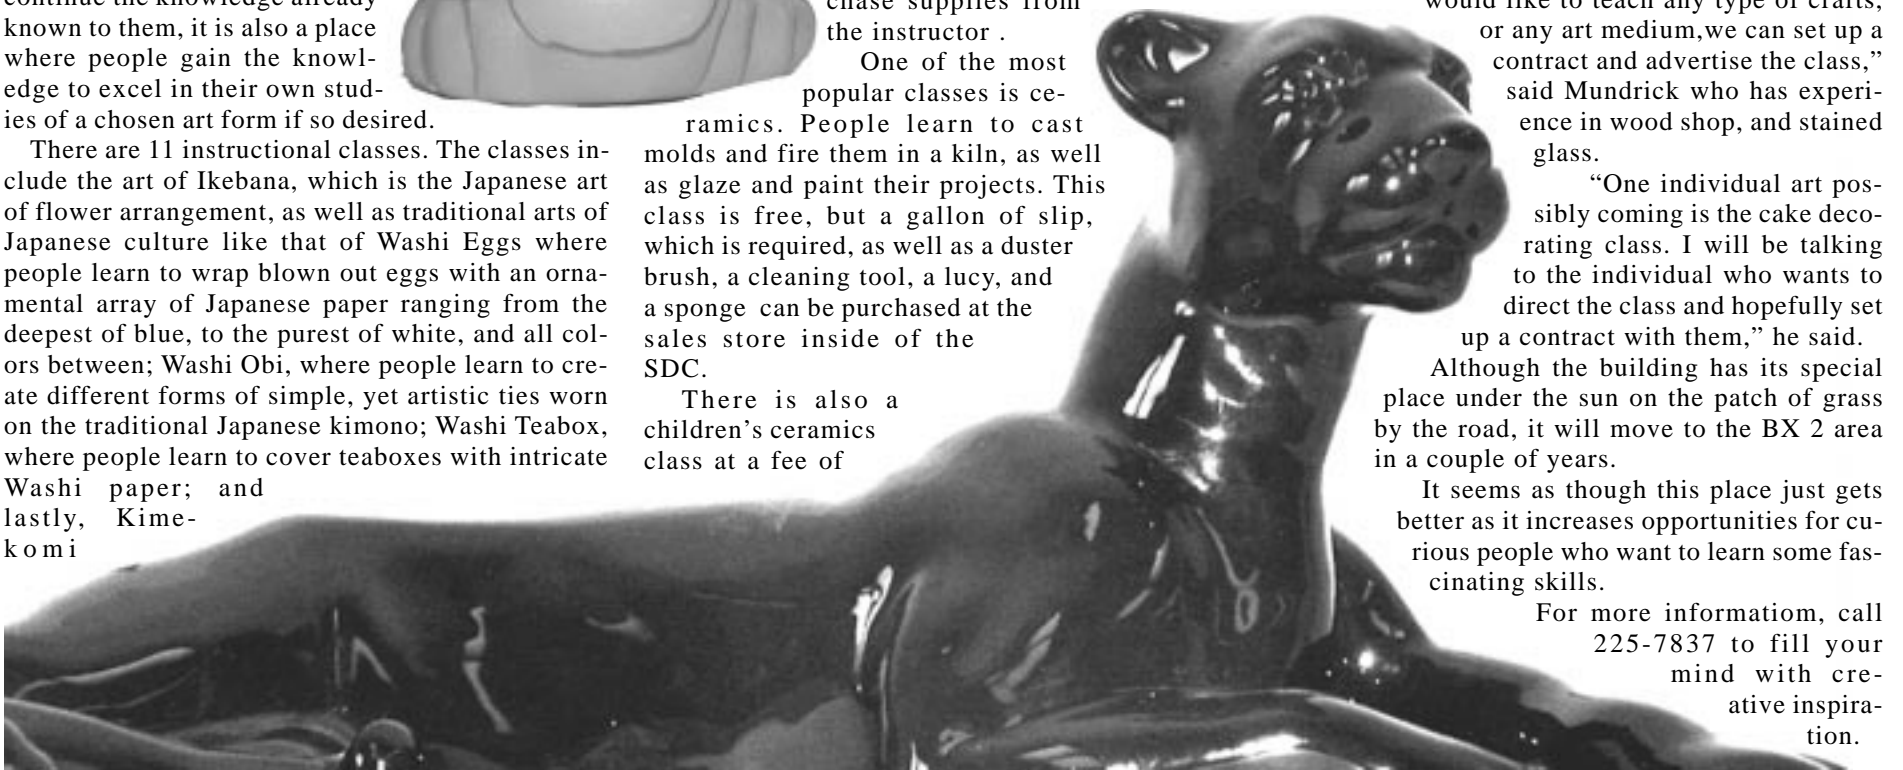 continue the knowledge already
known to them, it is also a place
where people gain the knowl-
edge to excel in their own stud-
ies of a chosen art form if so desired.
There are 11 instructional classes. The classes in-
clude the art of Ikebana, which is the Japanese art
of flower arrangement, as well as traditional arts of
Japanese culture like that of Washi Eggs where
people learn to wrap blown out eggs with an orna-
mental array of Japanese paper ranging from the
deepest of blue, to the purest of white, and all col-
ors between; Washi Obi, where people learn to cre-
ate different forms of simple, yet artistic ties worn
on the traditional Japanese kimono; Washi Teabox,
where people learn to cover teaboxes with intricate
Washi paper; and
lastly, Kime-
komi
chase supplies from
the instructor .
One of the most
popular classes is ce-
ramics. People learn to cast
molds and fire them in a kiln, as well
as glaze and paint their projects. This
class is free, but a gallon of slip,
which is required, as well as a duster
brush, a cleaning tool, a lucy, and
a sponge can be purchased at the
sales store inside of the
SDC.
There is also a
children’s ceramics
class at a fee of
would like to teach any type of crafts,
or any art medium,we can set up a
contract and advertise the class,”
said Mundrick who has experi-
ence in wood shop, and stained
glass.
“One individual art pos-
sibly coming is the cake deco-
rating class. I will be talking
to the individual who wants to
direct the class and hopefully set
up a contract with them,” he said.
Although the building has its special
place under the sun on the patch of grass
by the road, it will move to the BX 2 area
in a couple of years.
It seems as though this place just gets
better as it increases opportunities for cu-
rious people who want to learn some fas-
cinating skills.
For more informatiom, call
225-7837 to fill your
mind with cre-
ative inspira-
tion.